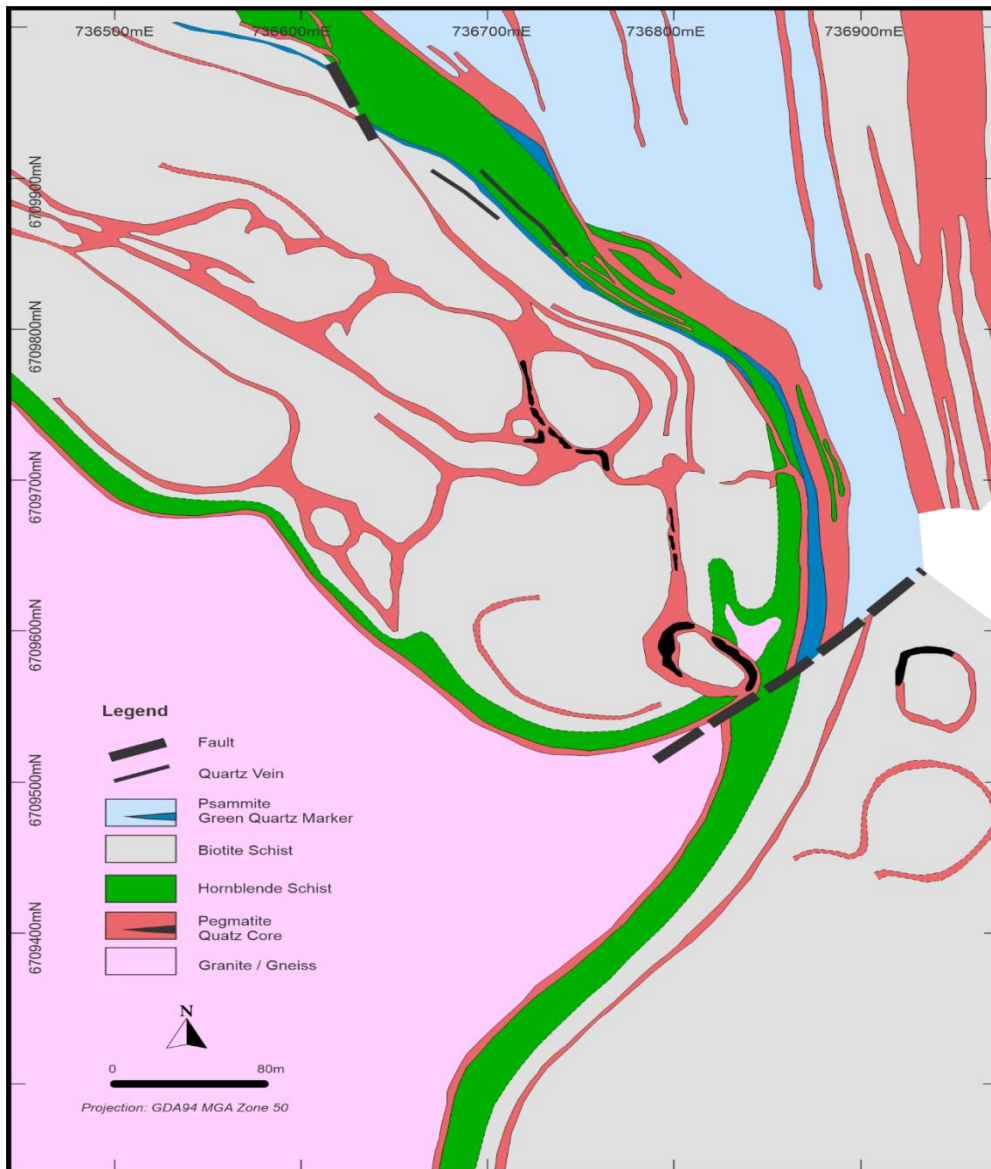 736500mE
736600mE
736700mE
736800mE
736900mE
6709900mN
6709800mN
6709700mN
6709600mN
6709500mN
6709400mN
Legend
Fault
Quartz Vein
Psammite
Green Quartz Marker
Biotite Schist
Hornblende Schist
Pegmatite
Quatz Core
Granite / Gneiss
N
0 80m
Projection: GDA94 MGA Zone 50